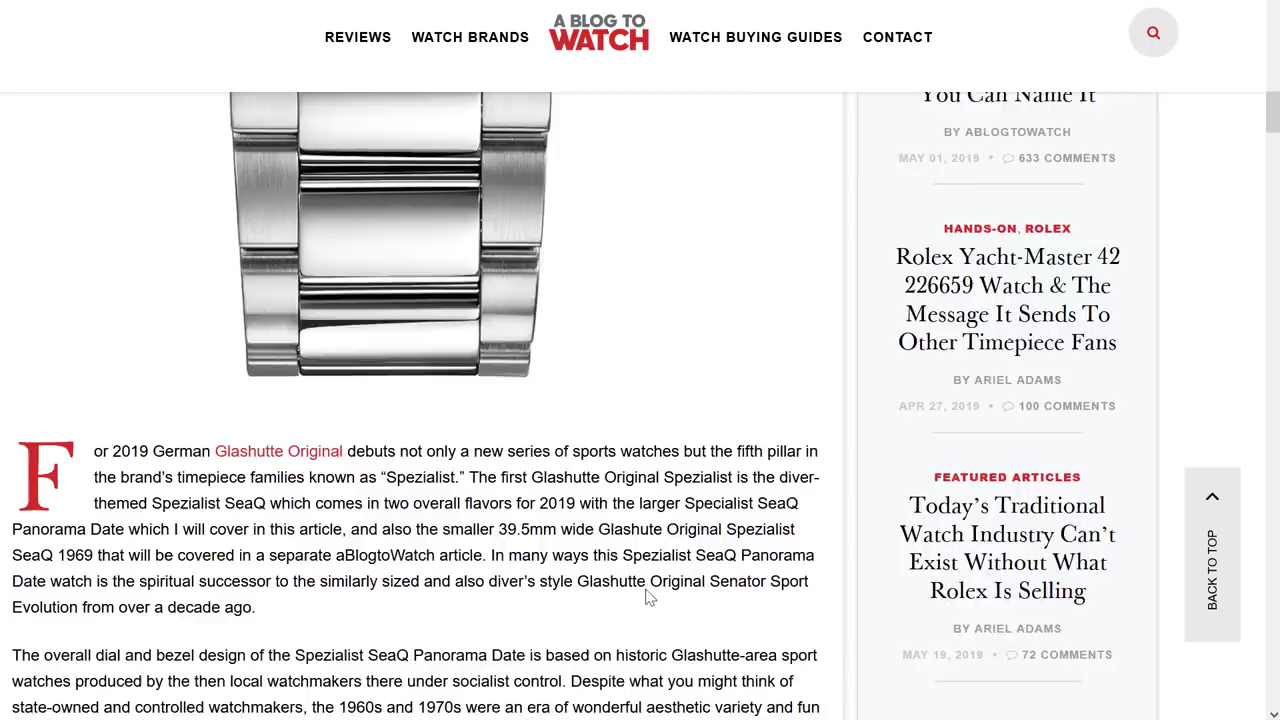 REVIEWS WATCH BRANDS A BLOG TO WATCH WATCH BUYING GUIDES CONTACT
For 2019 German Glashutte Original debuts not only a new series of sports watches but the fifth pillar in
the brand’s timepiece families known as “Spezialist.” The first Glashutte Original Spezialist is the diver-
themed Spezialist SeaQ which comes in two overall flavors for 2019 with the larger Specialist SeaQ
Panorama Date which I will cover in this article, and also the smaller 39.5mm wide Glashute Original Spezialist
SeaQ 1969 that will be covered in a separate aBlogtoWatch article. In many ways this Spezialist SeaQ Panorama
Date watch is the spiritual successor to the similarly sized and also diver’s style Glashutte Original Senator Sport
Evolution from over a decade ago.
The overall dial and bezel design of the Spezialist SeaQ Panorama Date is based on historic Glashutte-area sport
watches produced by the then local watchmakers there under socialist control. Despite what you might think of
state-owned and controlled watchmakers, the 1960s and 1970s were an era of wonderful aesthetic variety and fun
You Can Name It
BY ABLOGTOWATCH
MAY 01, 2019 • 633 COMMENTS
HANDS-ON, ROLEX
Rolex Yacht-Master 42
226659 Watch & The
Message It Sends To
Other Timepiece Fans
BY ARIEL ADAMS
APR 27, 2019 • 100 COMMENTS
FEATURED ARTICLES
Today’s Traditional
Watch Industry Can’t
Exist Without What
Rolex Is Selling
BY ARIEL ADAMS
MAY 19, 2019 • 72 COMMENTS
BACK TO TOP